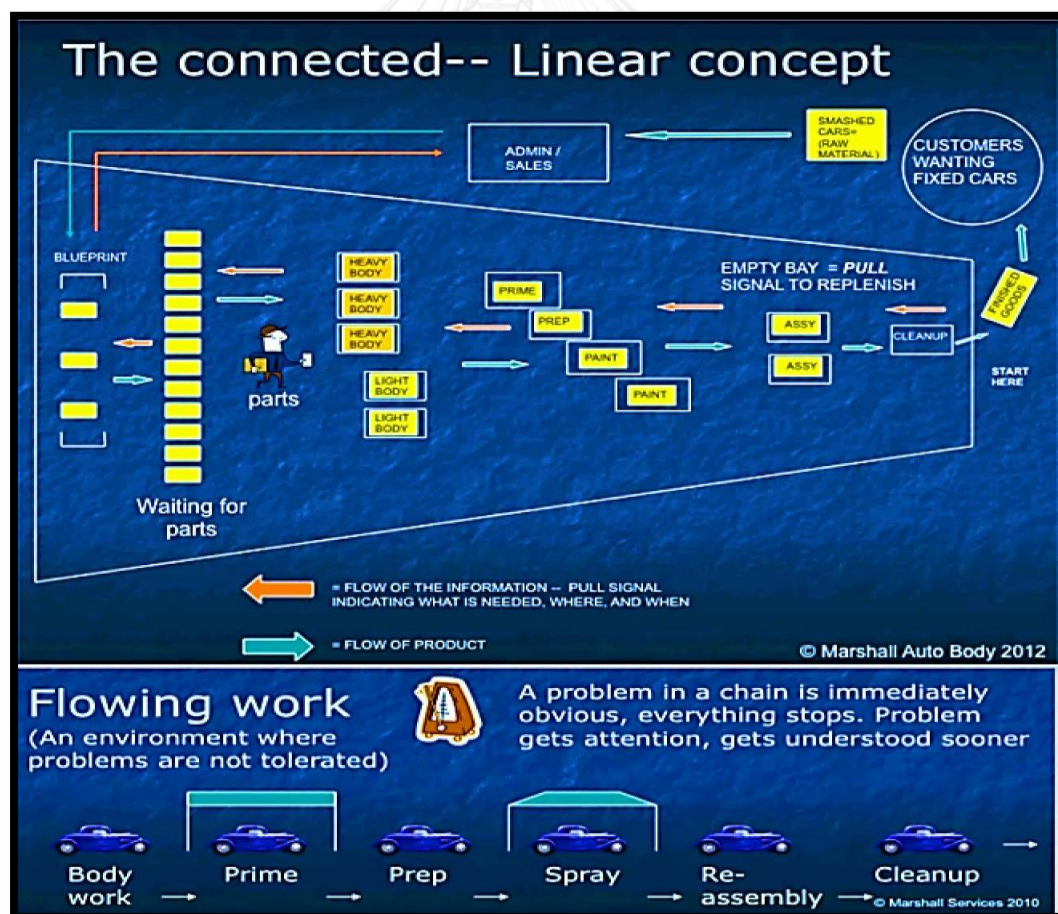 The connected-- Linear concept
SMASHED
CARS=
(RAW
MATERIAL)
ADMIN /
SALES
CUSTOMERS
WANTING
FIXED CARS
BLUEPRINT
HEAVY
BODY
HEAVY
BODY
HEAVY
BODY
LIGHT
BODY
LIGHT
BODY
parts
Waiting for
parts
PRIME
PREP
PAINT
PAINT
EMPTY BAY = PULL
SIGNAL TO REPLENISH
ASSY
ASSY
CLEANUP
FINISHED
GOODS
START
HERE
= FLOW OF THE INFORMATION -- PULL SIGNAL
INDICATING WHAT IS NEEDED, WHERE, AND WHEN
= FLOW OF PRODUCT
© Marshall Auto Body 2012
Flowing work
(An environment where
problems are not tolerated)
A problem in a chain is immediately
obvious, everything stops. Problem
gets attention, gets understood sooner
Body
work
Prime
Prep
Spray
Re-
assembly
Cleanup
© Marshall Services 2010